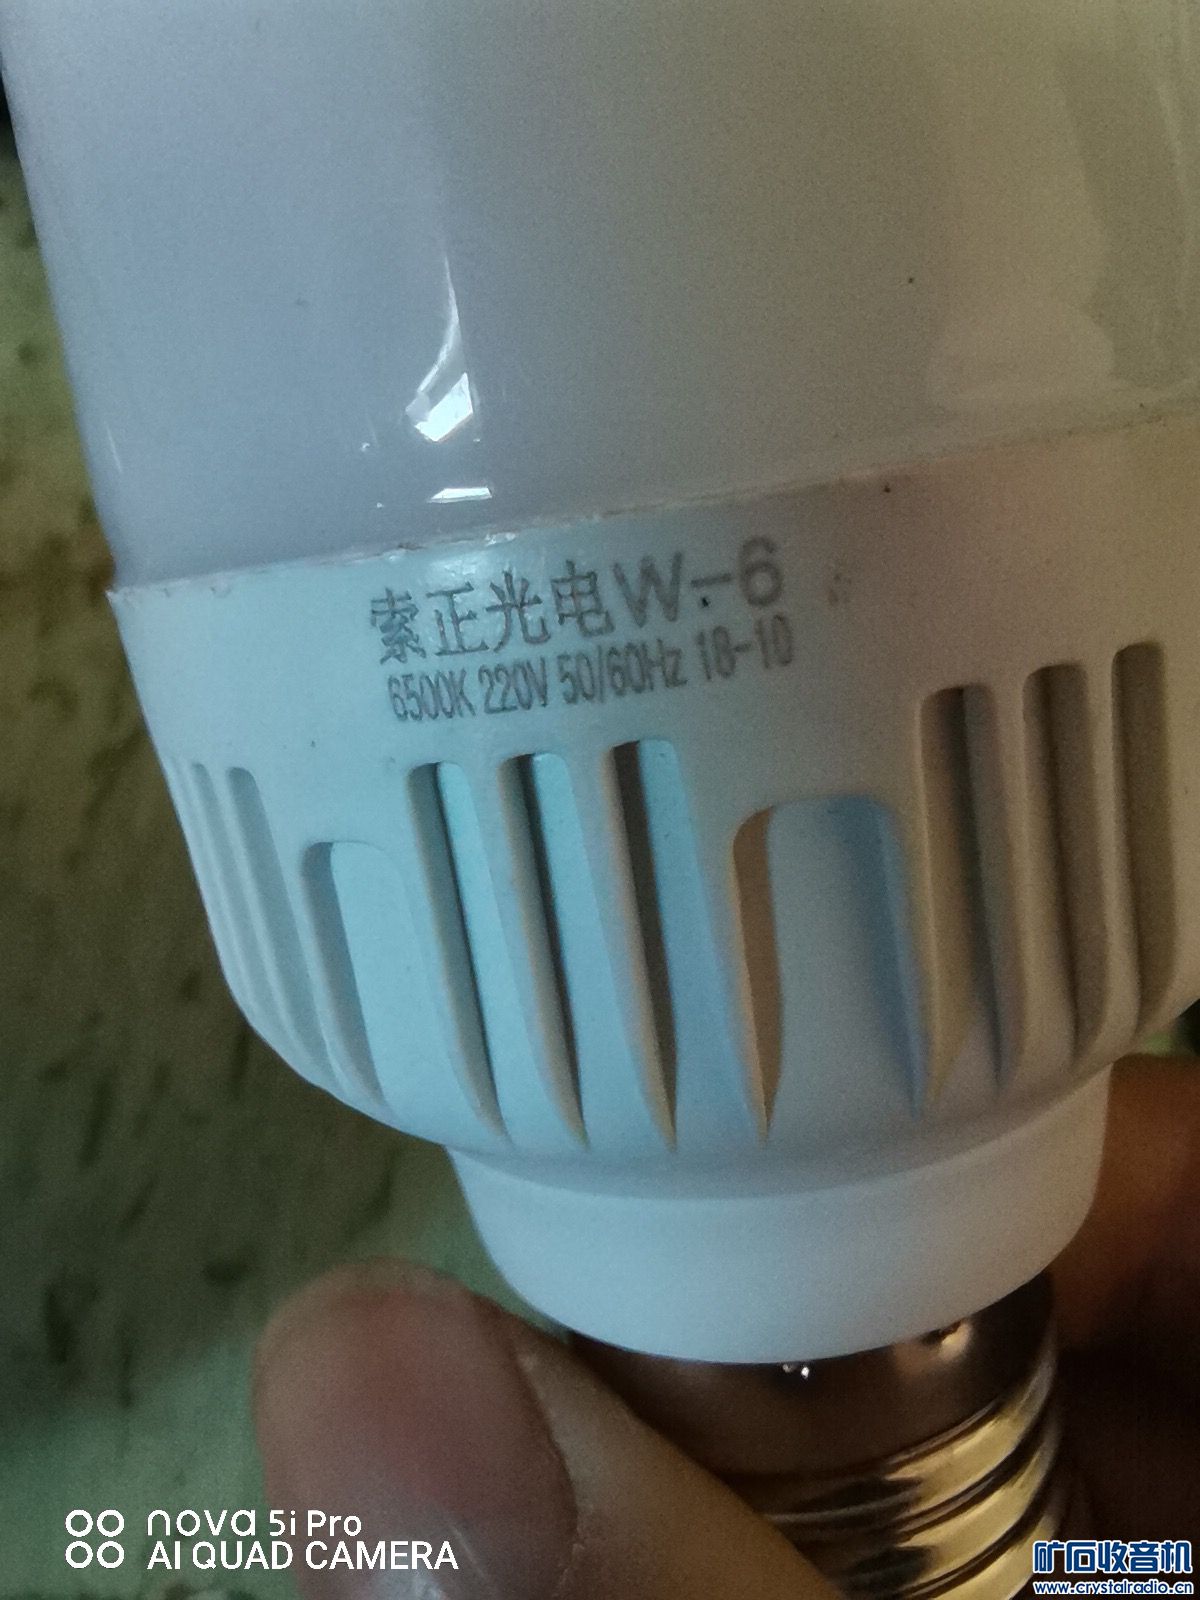 索正光电W-6
6500K 220V 50/60Hz 18-10
nova 5i Pro
AI QUAD CAMERA
矿石收音机
www.crystalradio.cn